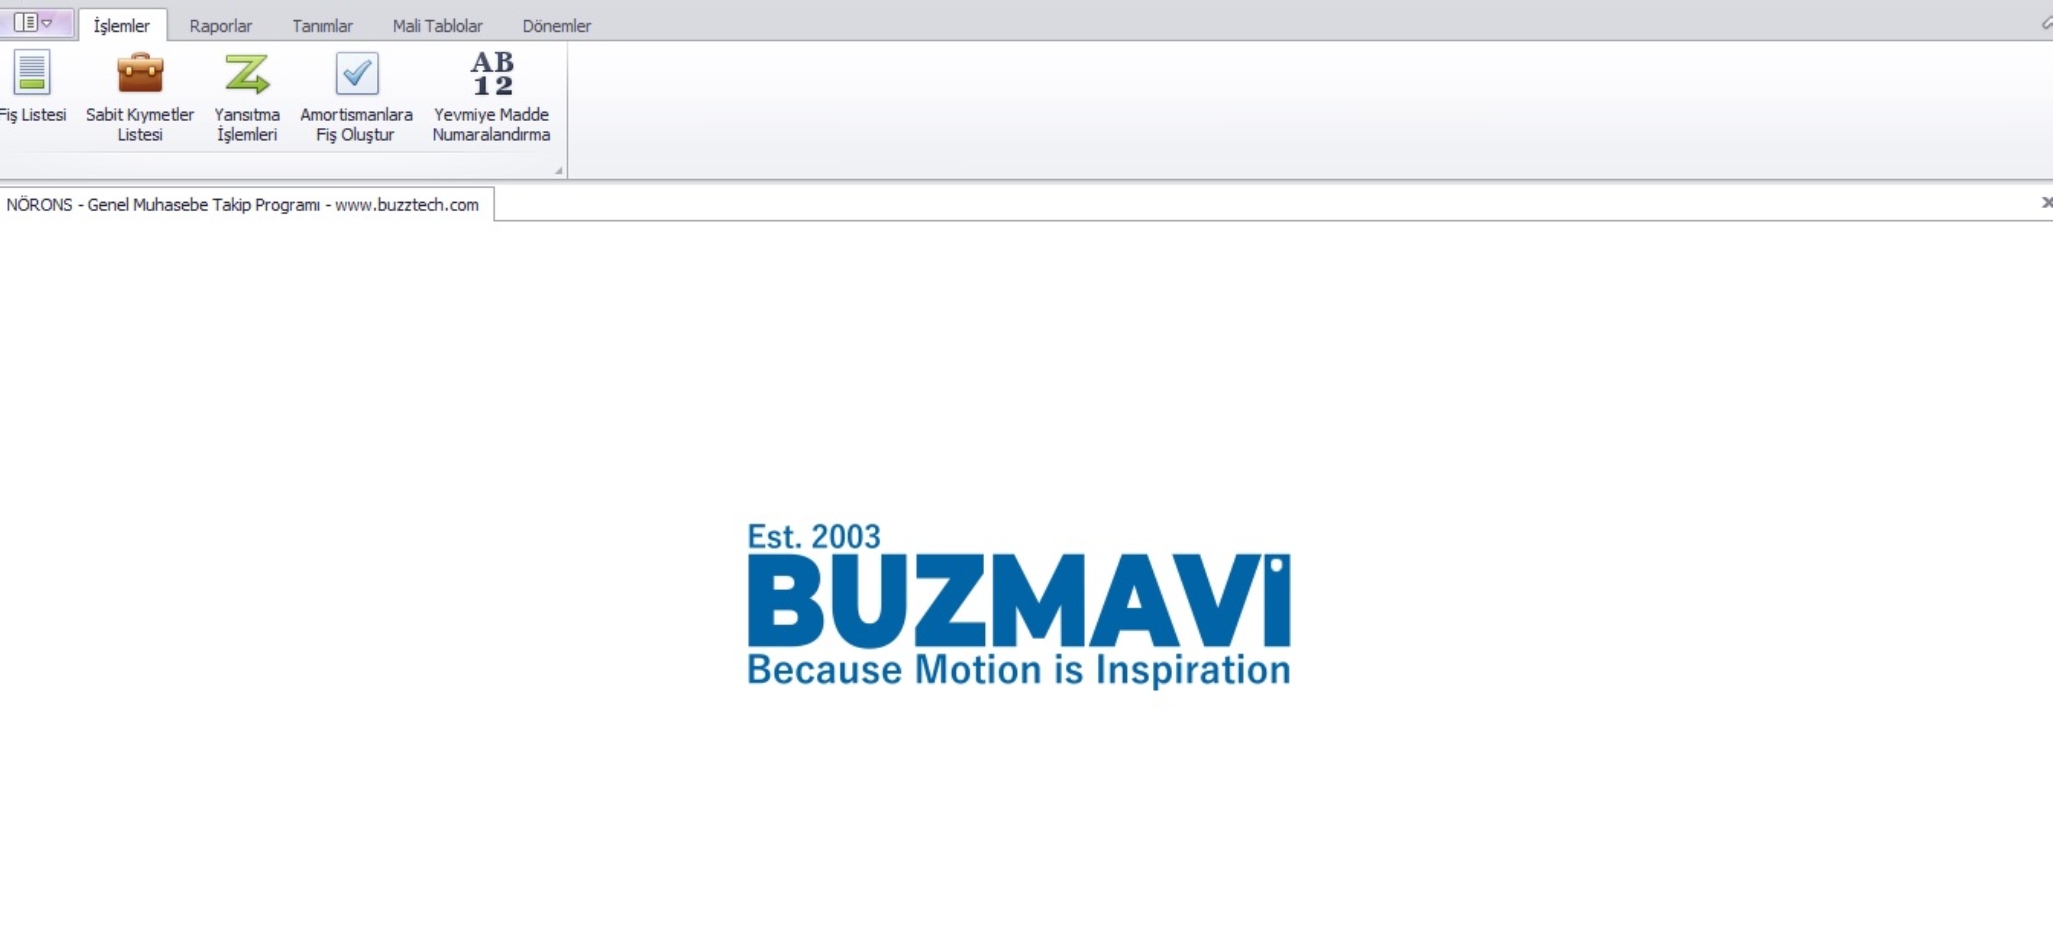 İşlemler Raporlar Tanımlar Mali Tablolar Dönemler
Fiş Listesi
Sabit Kıymetler
Listesi
Yansıtma
İşlemleri
Amortismanlara
Fiş Oluştur
AB
12
Yevmiye Madde
Numaralandırma
NÖRONS - Genel Muhasebe Takip Programı - www.buzztech.com
Est. 2003
BUZMAVi
Because Motion is Inspiration